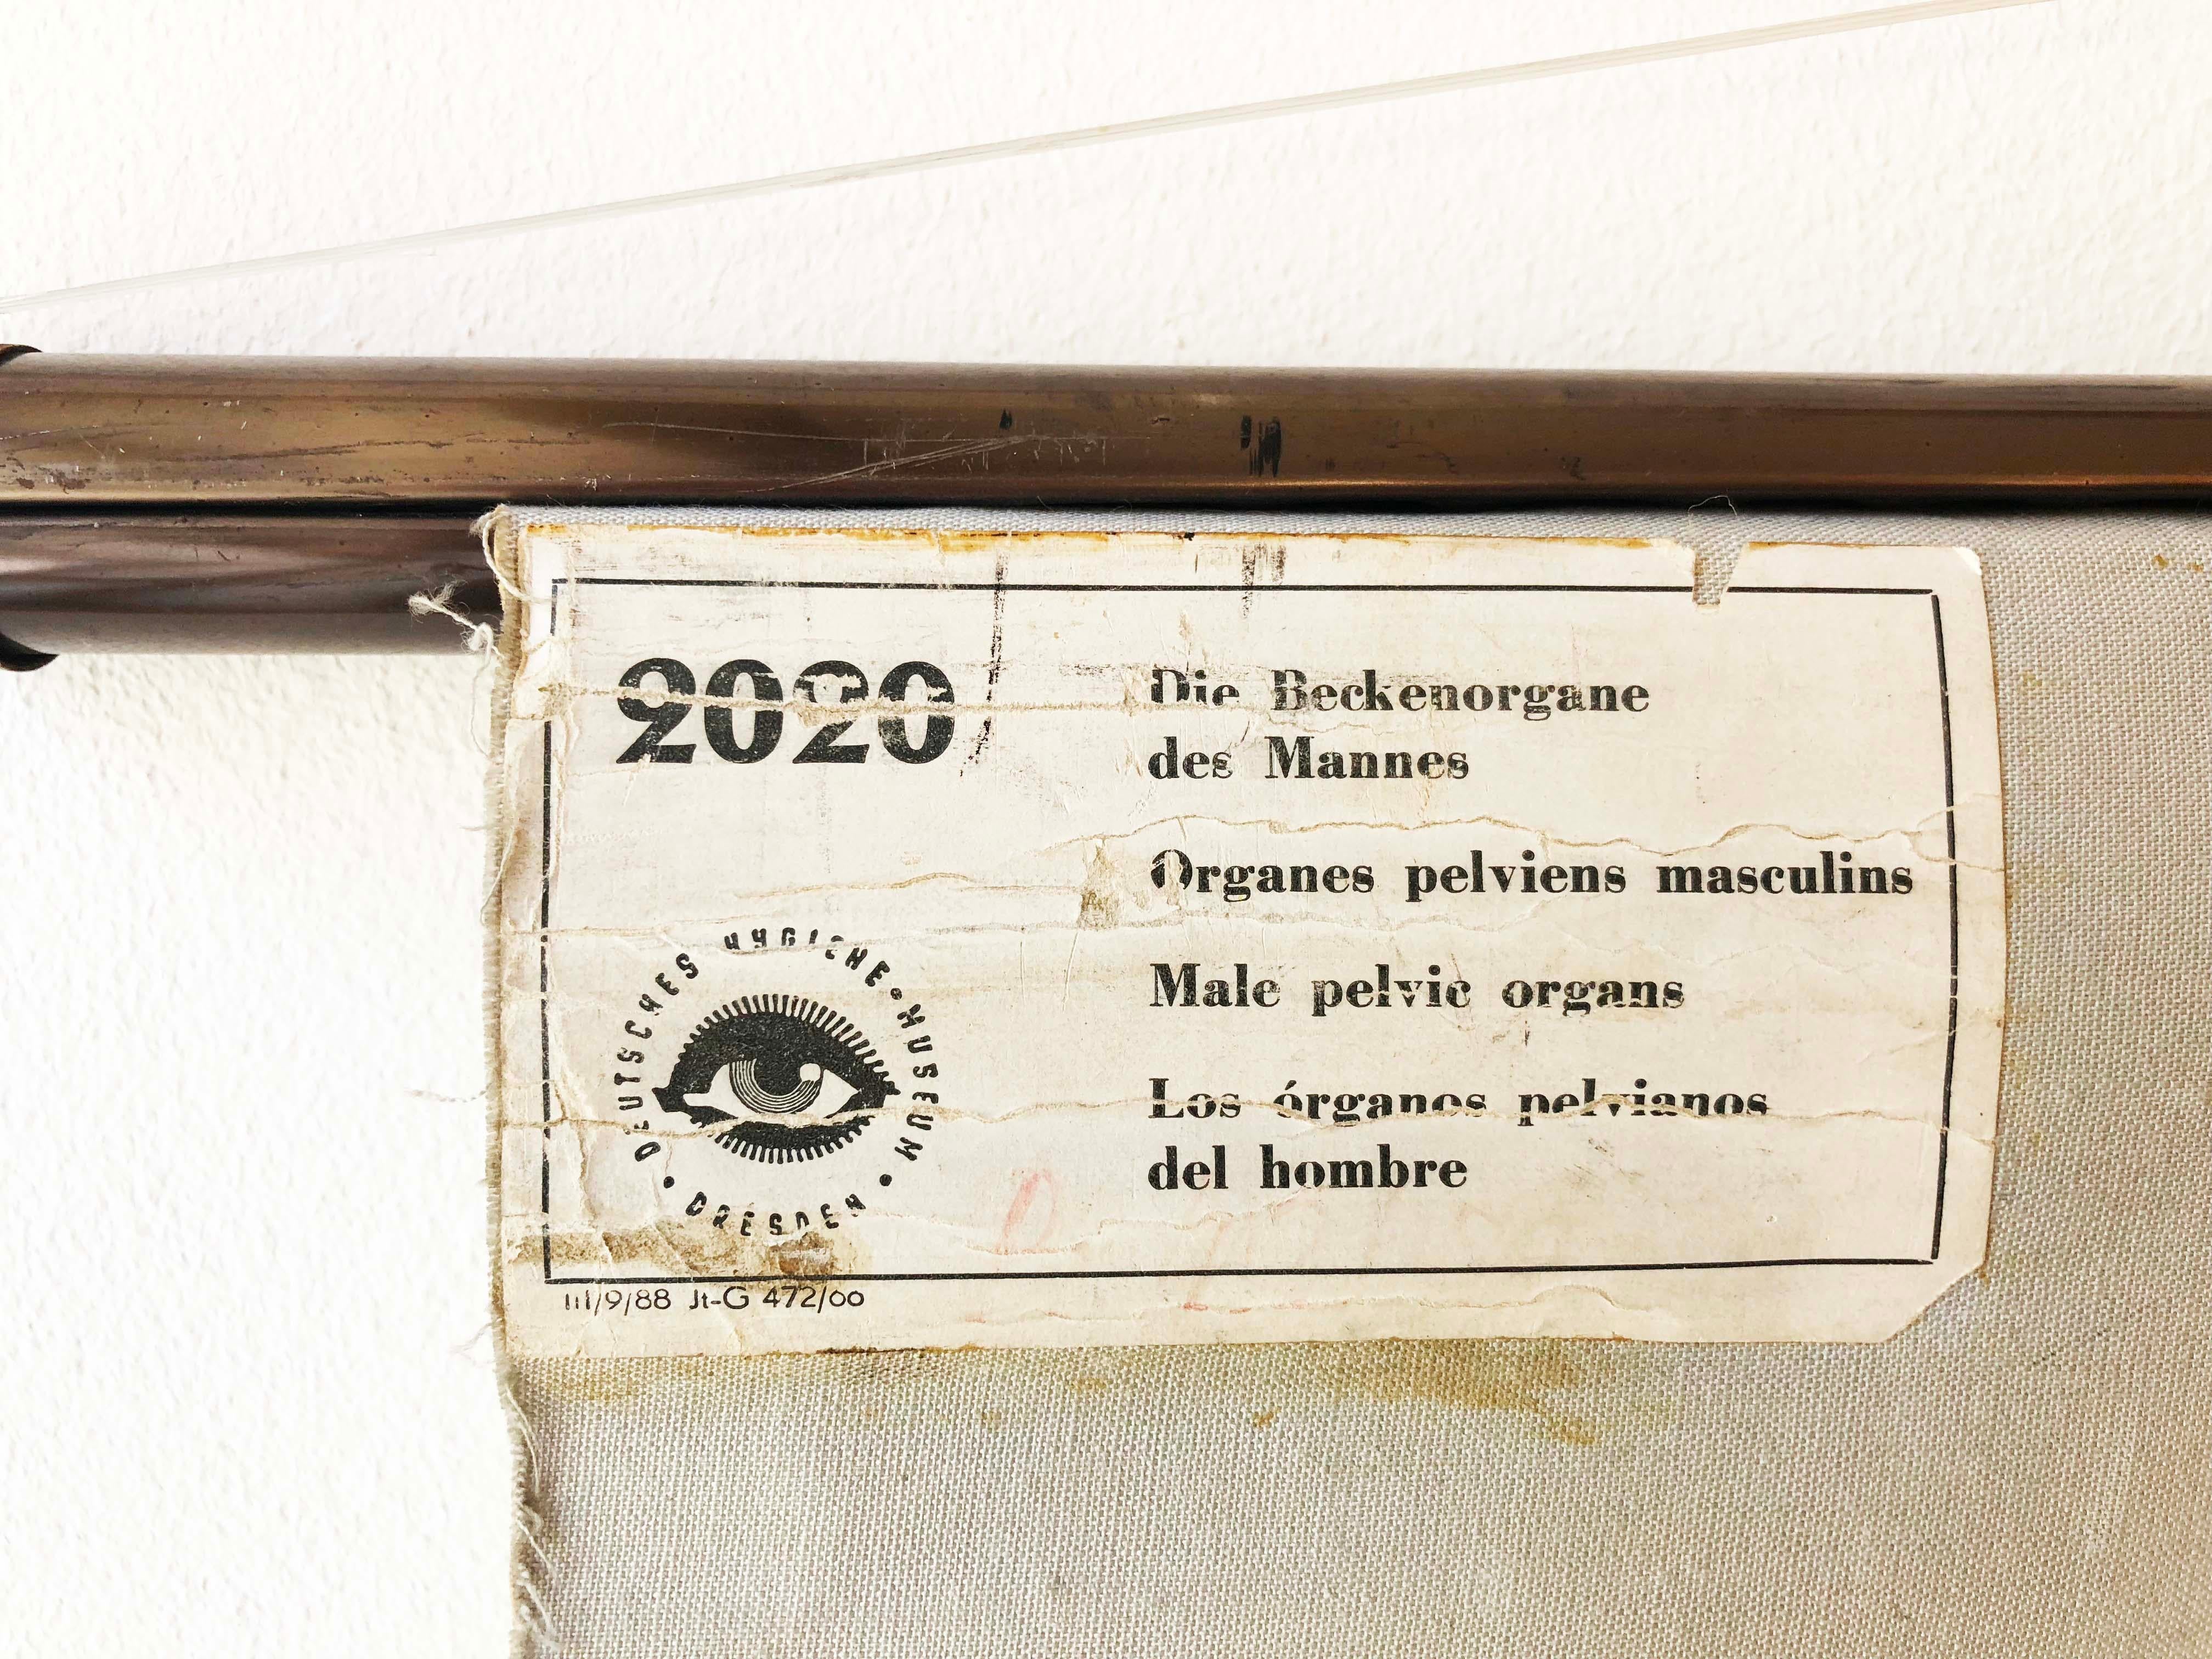 2020
Die Beckenorgane
des Mannes
Organes pelviens masculins
Male pelvic organs
Los órganos pelvianos
del hombre
DEUTSCHES HYGIENE-MUSEUM • DRESDEN •
III/9/88 Jt-G 472/00